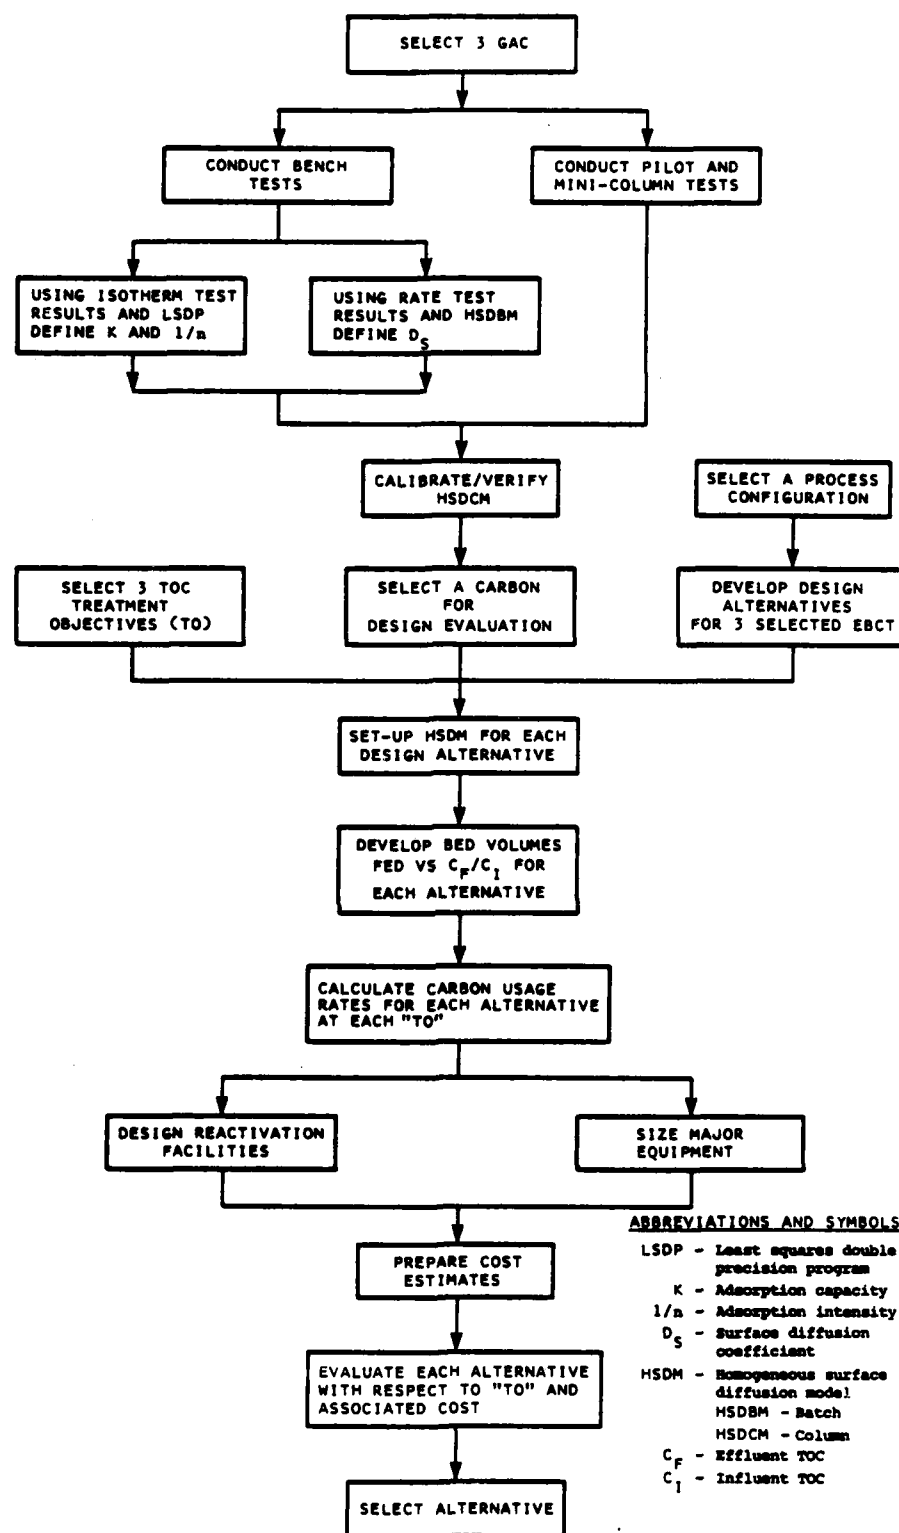 SELECT 3 GAC
CONDUCT BENCH
TESTS
CONDUCT PILOT AND
MINI-COLUMN TESTS
USING ISOTHERM TEST
RESULTS AND LSDP
DEFINE K AND 1/n
USING RATE TEST
RESULTS AND HSDBM
DEFINE D_S
CALIBRATE/VERIFY
HSDCM
SELECT A PROCESS
CONFIGURATION
SELECT 3 TOC
TREATMENT
OBJECTIVES (TO)
SELECT A CARBON
FOR
DESIGN EVALUATION
DEVELOP DESIGN
ALTERNATIVES
FOR 3 SELECTED EBCT
SET-UP HSDM FOR EACH
DESIGN ALTERNATIVE
DEVELOP BED VOLUMES
FED VS C_F/C_I FOR
EACH ALTERNATIVE
CALCULATE CARBON USAGE
RATES FOR EACH ALTERNATIVE
AT EACH "TO"
DESIGN REACTIVATION
FACILITIES
SIZE MAJOR
EQUIPMENT
PREPARE COST
ESTIMATES
EVALUATE EACH ALTERNATIVE
WITH RESPECT TO "TO" AND
ASSOCIATED COST
SELECT ALTERNATIVE
ABBREVIATIONS AND SYMBOLS
LSDP - Least squares double
precision program
K - Adsorption capacity
1/n - Adsorption intensity
D_S - Surface diffusion
coefficient
HSDM - Homogeneous surface
diffusion model
HSDBM - Batch
HSDCM - Column
C_F - Effluent TOC
C_I - Influent TOC